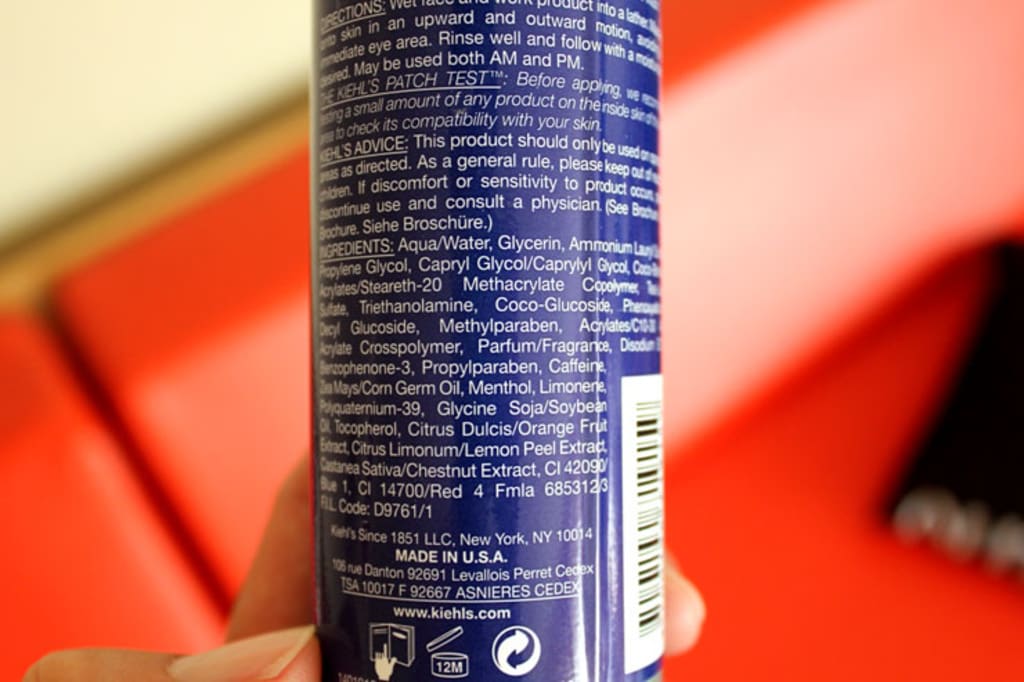 DIRECTIONS: Wet face and work product into a lather.
onto skin in an upward and outward motion,
immediate eye area. Rinse well and follow with a
desired. May be used both AM and PM.
THE KIEHL'S PATCH TEST™: Before applying, we
testing a small amount of any product on the inside skin of
area to check its compatibility with your skin.
KIEHL'S ADVICE: This product should only be used on
areas as directed. As a general rule, please keep out of
children. If discomfort or sensitivity to product occurs,
discontinue use and consult a physician. (See
Brochure. Siehe Broschüre.)
INGREDIENTS: Aqua/Water, Glycerin, Ammonium
Propylene Glycol, Capryl Glycol/Caprylyl Glycol,
Acrylates/Steareth-20 Methacrylate Copolymer,
Sulfate, Triethanolamine, Coco-Glucoside,
Decyl Glucoside, Methylparaben, Acrylates/C10-30
Acrylate Crosspolymer, Parfum/Fragrance, Disodium
Benzophenone-3, Propylparaben, Caffeine,
Zea Mays/Corn Germ Oil, Menthol, Limonene,
Polyquaternium-39, Glycine Soja/Soybean
Oil, Tocopherol, Citrus Dulcis/Orange Fruit
Extract, Citrus Limonum/Lemon Peel Extract,
Castanea Sativa/Chestnut Extract, CI 42090/
Blue 1, CI 14700/Red 4 Fmla 685312/3
F.I.L. Code: D9761/1
Kiehl's Since 1851 LLC, New York, NY 10014
MADE IN U.S.A.
106 rue Danton 92691 Levallois Perret Cedex
TSA 10017 F 92667 ASNIERES CEDEX
www.kiehls.com
12M